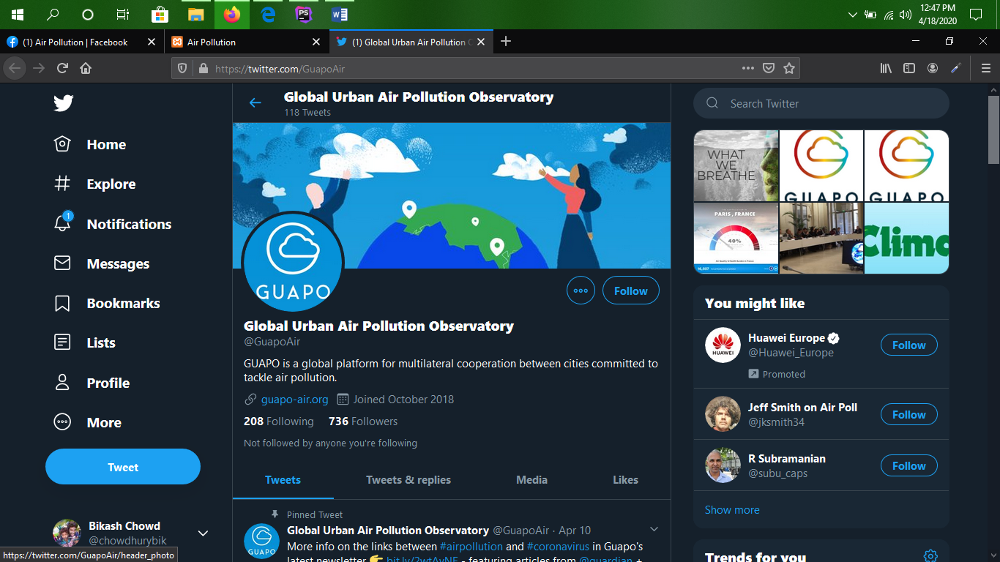 12:47 PM
4/18/2020
(1) Air Pollution | Facebook
Air Pollution
(1) Global Urban Air Pollution O
https://twitter.com/GuapoAir
Home
Explore
1
Notifications
Messages
Bookmarks
Lists
Profile
More
Tweet
Bikash Chowd
@chowdhurybik
https://twitter.com/GuapoAir/header_photo
Global Urban Air Pollution Observatory
118 Tweets
GUAPO
Follow
Global Urban Air Pollution Observatory
@GuapoAir
GUAPO is a global platform for multilateral cooperation between cities committed to
tackle air pollution.
guapo-air.org Joined October 2018
208 Following 736 Followers
Not followed by anyone you're following
Tweets Tweets & replies Media Likes
Pinned Tweet
Global Urban Air Pollution Observatory @GuapoAir · Apr 10
GUAPO
More info on the links between #airpollution and #coronavirus in Guapo's
latest newsletter 👉 - featuring articles from @guardian +
Search Twitter
WHAT
WE
BREATHE
GUAPO
GUAPO
PARIS, FRANCE
40%
Climo
You might like
Huawei Europe
@Huawei_Europe
HUAWEI
Promoted
Follow
Jeff Smith on Air Poll
@jksmith34
Follow
R Subramanian
@subu_caps
Follow
Show more
Trends for you